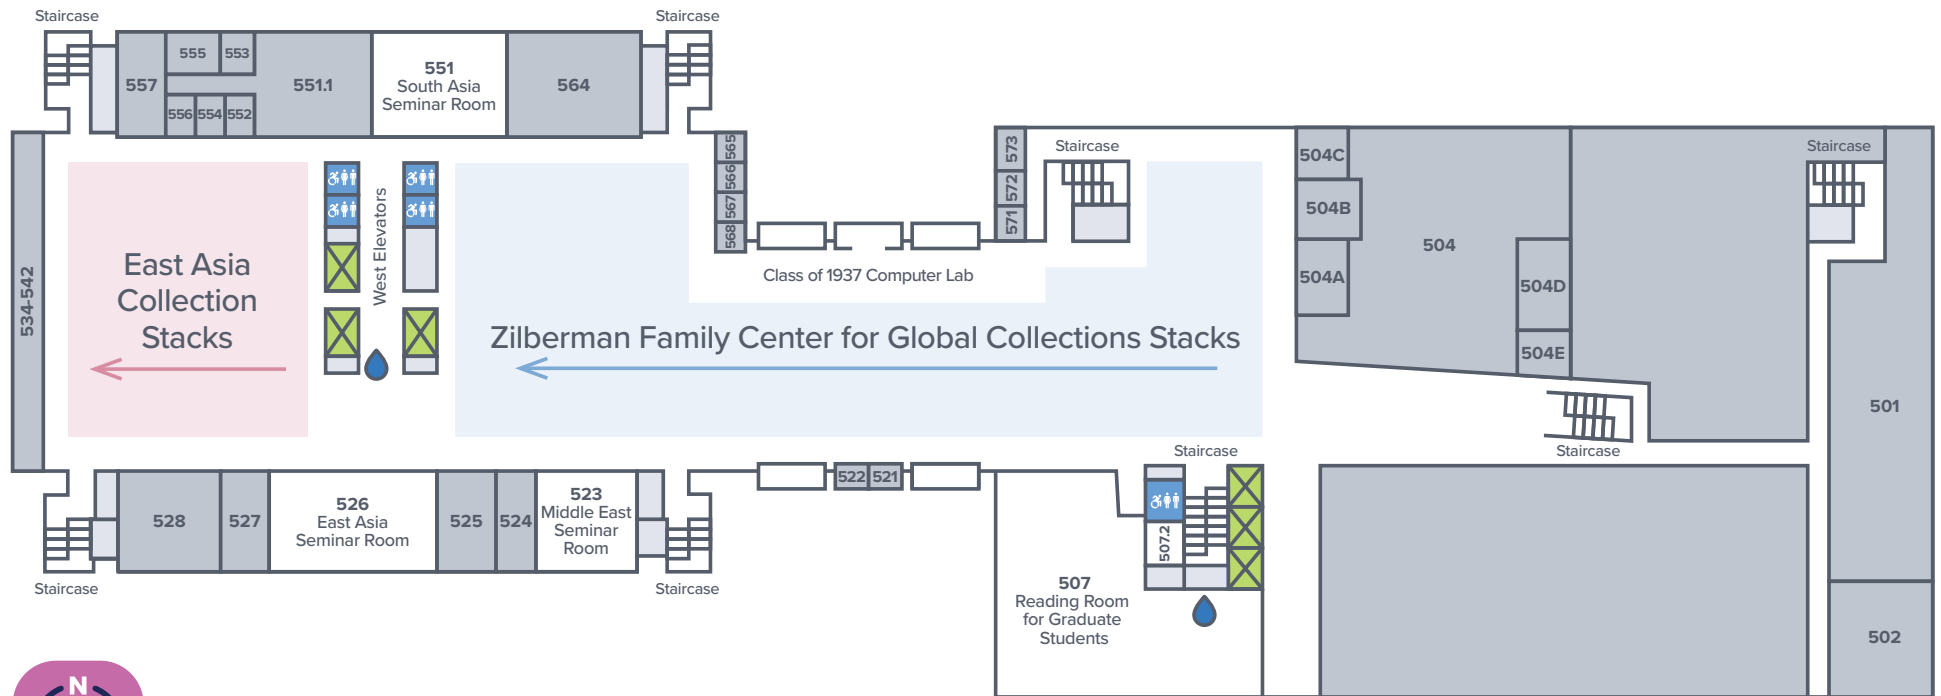 Staircase
Staircase
555
553
557
551.1
551
South Asia
Seminar Room
564
556
554
552
565
566
567
568
573
572
571
Staircase
504C
504B
504A
504
504D
504E
Staircase
534-542
West Elevators
East Asia
Collection
Stacks
Class of 1937 Computer Lab
Zilberman Family Center for Global Collections Stacks
501
Staircase
Staircase
528
527
526
East Asia
Seminar Room
525
524
523
Middle East
Seminar
Room
522
521
507.2
507
Reading Room
for Graduate
Students
502
Staircase
Staircase
N